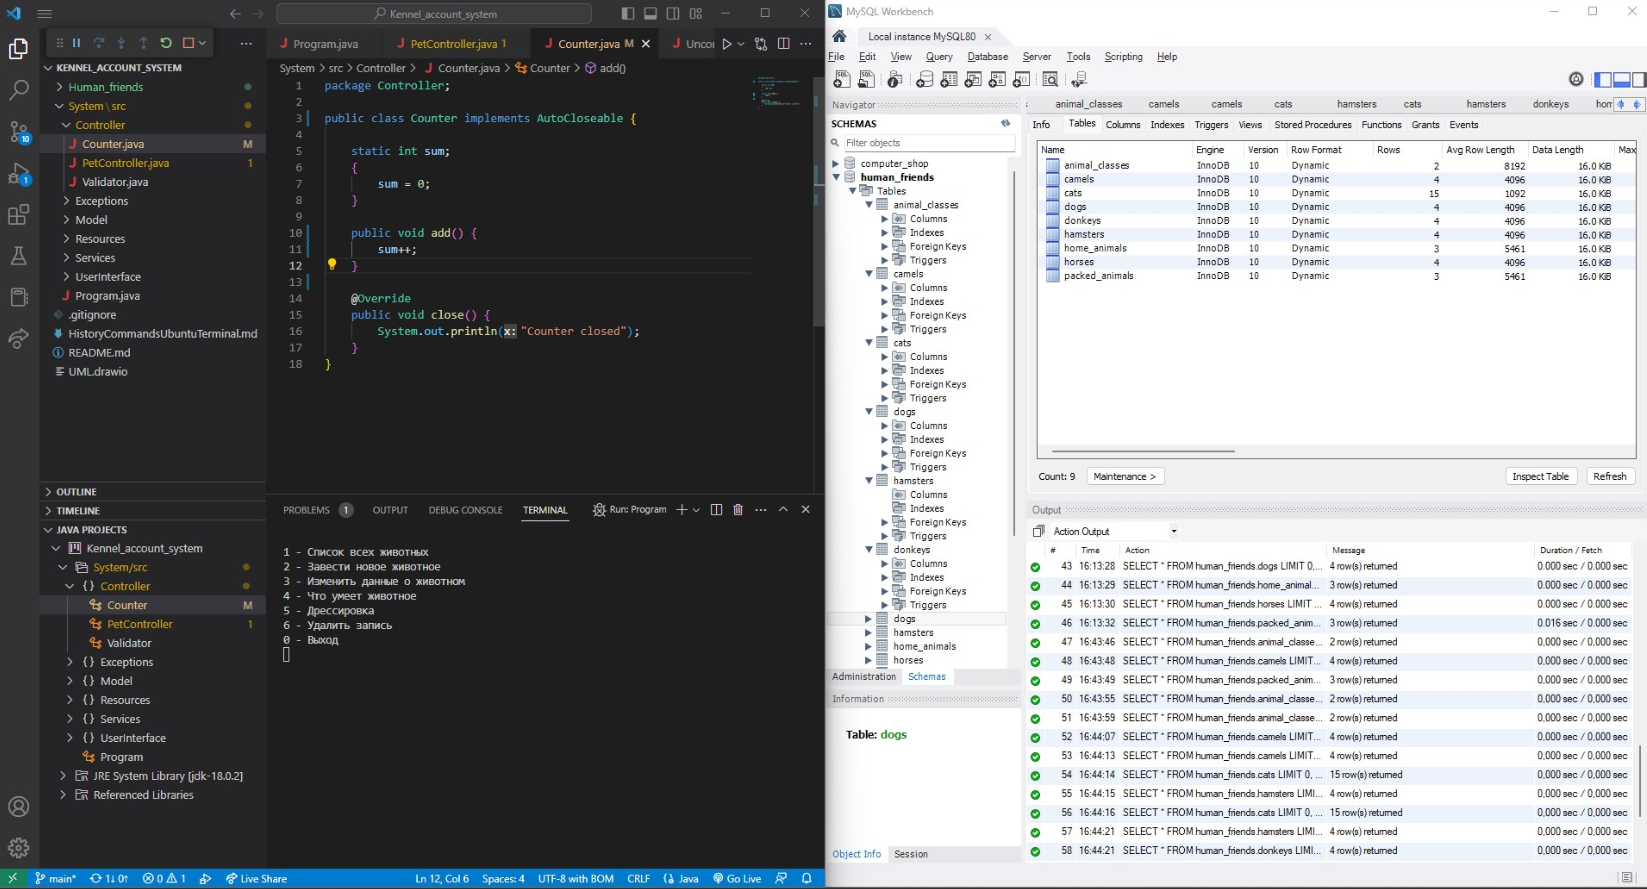 Kennel_account_system
MySQL Workbench
Local instance MySQL80
File Edit View Query Database Server Tools Scripting Help
KENNEL_ACCOUNT_SYSTEM
Human_friends
System \ src
Controller
Counter.java M
PetController.java 1
Validator.java
Exceptions
Model
Resources
Services
UserInterface
Program.java
.gitignore
HistoryCommandsUbuntuTerminal.md
README.md
UML.drawio
OUTLINE
TIMELINE
JAVA PROJECTS
Kennel_account_system
System/src
Controller
Counter M
PetController 1
Validator
Exceptions
Model
Resources
Services
UserInterface
Program
JRE System Library [jdk-18.0.2]
Referenced Libraries
10
1
Program.java PetController.java 1 Counter.java M Uncor
System > src > Controller > Counter.java > Counter > add()
1 package Controller;
2
3 public class Counter implements AutoCloseable {
4
5 static int sum;
6 {
7 sum = 0;
8 }
9
10 public void add() {
11 sum++;
12 }
13
14 @Override
15 public void close() {
16 System.out.println(x: "Counter closed");
17 }
18 }
PROBLEMS 1 OUTPUT DEBUG CONSOLE TERMINAL Run: Program
1 - Список всех животных
2 - Завести новое животное
3 - Изменить данные о животном
4 - Что умеет животное
5 - Дрессировка
6 - Удалить запись
0 - Выход
main* 1↓ 0↑ 0 1 Live Share Ln 12, Col 6 Spaces: 4 UTF-8 with BOM CRLF Java Go Live
Navigator
SCHEMAS
Filter objects
computer_shop
human_friends
Tables
animal_classes
Columns
Indexes
Foreign Keys
Triggers
camels
Columns
Indexes
Foreign Keys
Triggers
cats
Columns
Indexes
Foreign Keys
Triggers
dogs
Columns
Indexes
Foreign Keys
Triggers
hamsters
Columns
Indexes
Foreign Keys
Triggers
donkeys
Columns
Indexes
Foreign Keys
Triggers
dogs
hamsters
home_animals
horses
Administration Schemas
Information
Table: dogs
Object Info Session
animal_classes camels camels cats hamsters cats hamsters donkeys hom
Info Tables Columns Indexes Triggers Views Stored Procedures Functions Grants Events
Name Engine Version Row Format Rows Avg Row Length Data Length Max
animal_classes InnoDB 10 Dynamic 2 8192 16.0 KiB
camels InnoDB 10 Dynamic 4 4096 16.0 KiB
cats InnoDB 10 Dynamic 15 1092 16.0 KiB
dogs InnoDB 10 Dynamic 4 4096 16.0 KiB
donkeys InnoDB 10 Dynamic 4 4096 16.0 KiB
hamsters InnoDB 10 Dynamic 4 4096 16.0 KiB
home_animals InnoDB 10 Dynamic 3 5461 16.0 KiB
horses InnoDB 10 Dynamic 4 4096 16.0 KiB
packed_animals InnoDB 10 Dynamic 3 5461 16.0 KiB
Count: 9 Maintenance > Inspect Table Refresh
Output
Action Output
# Time Action Message Duration / Fetch
43 16:13:28 SELECT * FROM human_friends.dogs LIMIT 0,... 4 row(s) returned 0.000 sec / 0.000 sec
44 16:13:29 SELECT * FROM human_friends.home_animal... 3 row(s) returned 0.000 sec / 0.000 sec
45 16:13:30 SELECT * FROM human_friends.horses LIMIT ... 4 row(s) returned 0.000 sec / 0.000 sec
46 16:13:32 SELECT * FROM human_friends.packed_anim... 3 row(s) returned 0.016 sec / 0.000 sec
47 16:43:46 SELECT * FROM human_friends.animal_classe... 2 row(s) returned 0,000 sec / 0,000 sec
48 16:43:48 SELECT * FROM human_friends.camels LIMIT... 4 row(s) returned 0,000 sec / 0,000 sec
49 16:43:49 SELECT * FROM human_friends.packed_anim... 3 row(s) returned 0,000 sec / 0,000 sec
50 16:43:55 SELECT * FROM human_friends.animal_classe... 2 row(s) returned 0,000 sec / 0,000 sec
51 16:43:59 SELECT * FROM human_friends.animal_classe... 2 row(s) returned 0,000 sec / 0,000 sec
52 16:44:07 SELECT * FROM human_friends.camels LIMIT... 4 row(s) returned 0,000 sec / 0,000 sec
53 16:44:13 SELECT * FROM human_friends.camels LIMIT... 4 row(s) returned 0,000 sec / 0,000 sec
54 16:44:14 SELECT * FROM human_friends.cats LIMIT 0, ... 15 row(s) returned 0,000 sec / 0,000 sec
55 16:44:15 SELECT * FROM human_friends.hamsters LIMI... 4 row(s) returned 0,000 sec / 0,000 sec
56 16:44:16 SELECT * FROM human_friends.cats LIMIT 0, ... 15 row(s) returned 0,000 sec / 0,000 sec
57 16:44:21 SELECT * FROM human_friends.hamsters LIMI... 4 row(s) returned 0,000 sec / 0,000 sec
58 16:44:21 SELECT * FROM human_friends.donkeys LIMI... 4 row(s) returned 0,000 sec / 0,000 sec